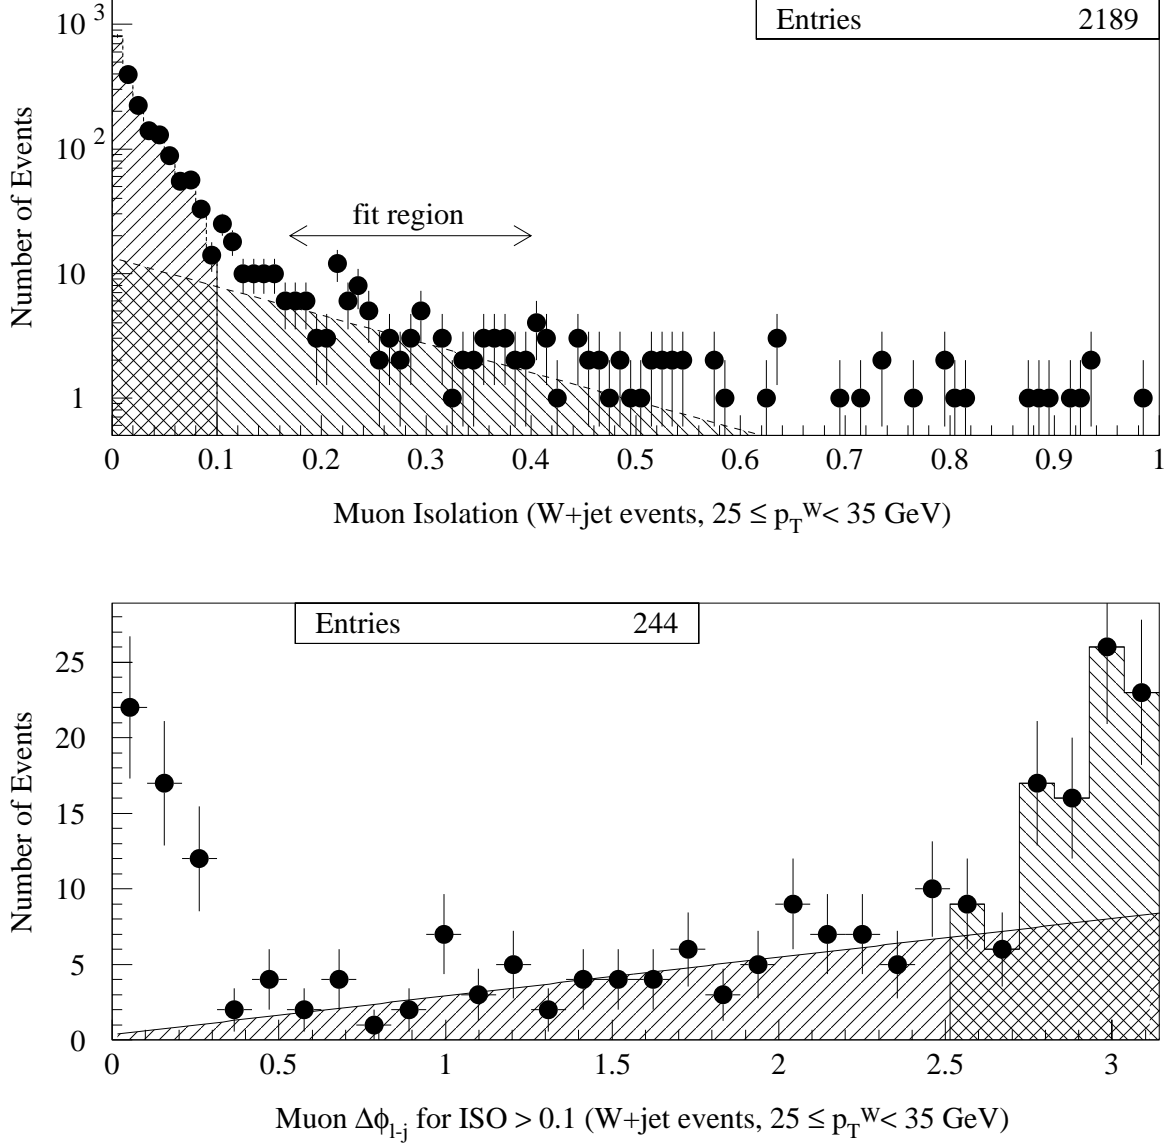 Entries 2189
10³
10²
10
1
Number of Events
fit region
0 0.1 0.2 0.3 0.4 0.5 0.6 0.7 0.8 0.9 1
Muon Isolation (W+jet events, 25 ≤ p_T^W < 35 GeV)
Entries 244
25
20
15
10
5
0
Number of Events
0 0.5 1 1.5 2 2.5 3
Muon Δϕ_l-j for ISO > 0.1 (W+jet events, 25 ≤ p_T^W < 35 GeV)